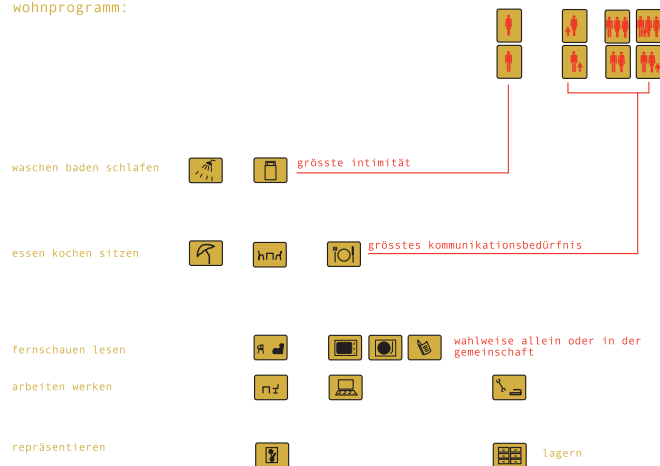 wohnprogramm:
waschen baden schlafen
grösste intimität
essen kochen sitzen
grösstes kommunikationsbedürfnis
fernschauen lesen
wahlweise allein oder in der
gemeinschaft
arbeiten werken
repräsentieren
lagern